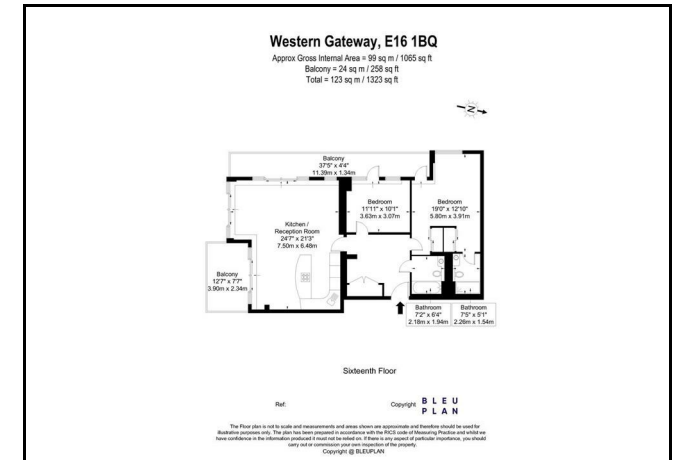 Western Gateway, E16 1BQ
Approx Gross Internal Area = 99 sq m / 1065 sq ft
Balcony = 24 sq m / 258 sq ft
Total = 123 sq m / 1323 sq ft
N
Balcony
37'5" x 4'4"
11.39m x 1.34m
Bedroom
11'11" x 10'1"
3.63m x 3.07m
Bedroom
19'0" x 12'10"
5.80m x 3.91m
Kitchen /
Reception Room
24'7" x 21'3"
7.50m x 6.48m
Balcony
12'7" x 7'7"
3.90m x 2.34m
Bathroom
7'2" x 6'4"
2.18m x 1.94m
Bathroom
7'5" x 5'1"
2.26m x 1.54m
Sixteenth Floor
Ref:
Copyright
BLEU
PLAN
The Floor plan is not to scale and measurements and areas shown are approximate and therefore should be used for
illustrative purposes only. The plan has been prepared in accordance with the RICS code of Measuring Practice and whilst we
have confidence in the information produced it must not be relied on. If there is any aspect of particular importance, you should
carry out or commission your own inspection of the property.
Copyright @ BLEUPLAN